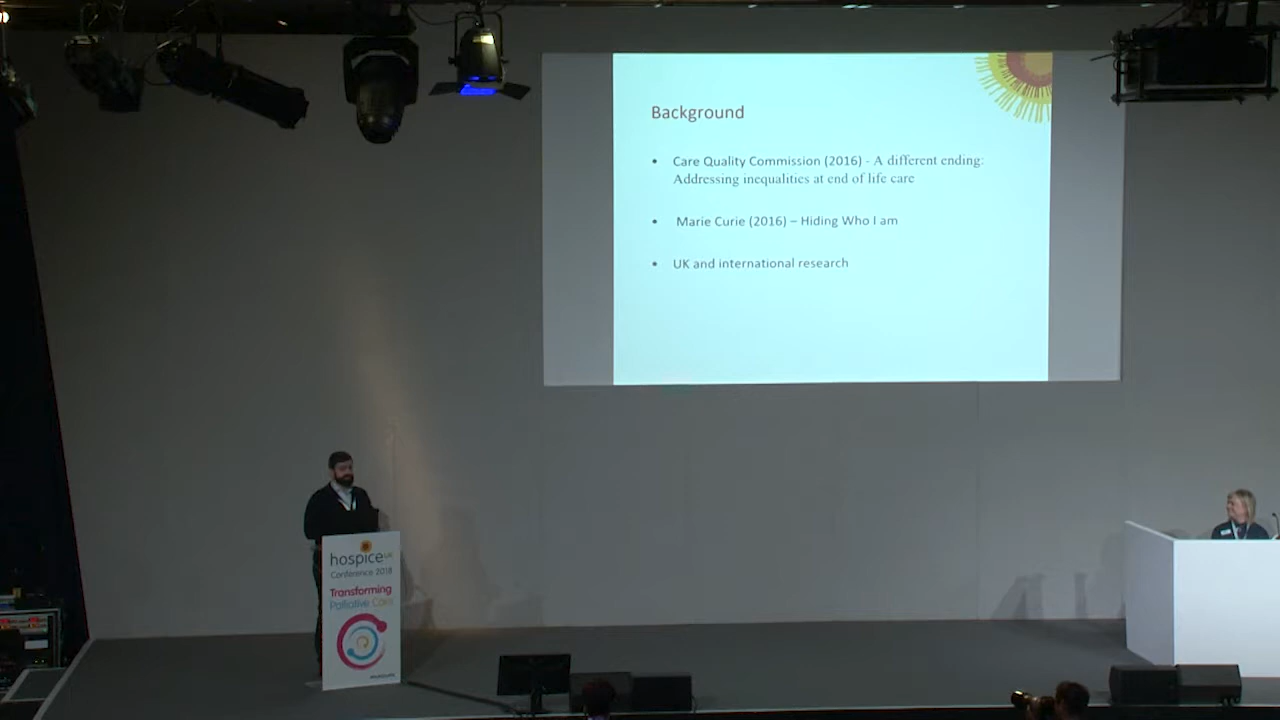 Background
• Care Quality Commission (2016) - A different ending:
Addressing inequalities at end of life care
• Marie Curie (2016) – Hiding Who I am
• UK and international research
hospice UK
Conference 2018
Transforming
Palliative Care